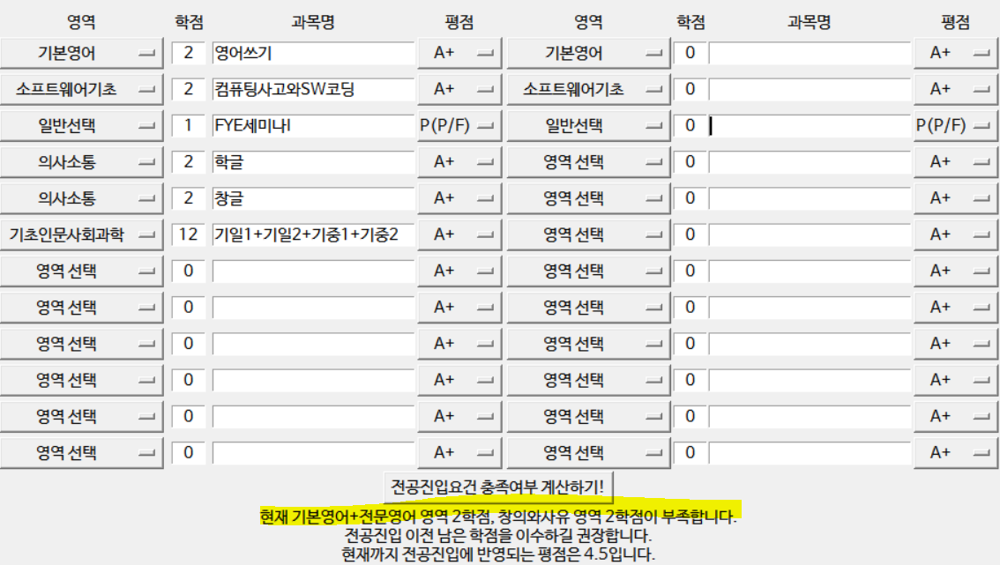 영역 학점 과목명 평점 영역 학점 과목명 평점
기본영어 2 영어쓰기 A+ 기본영어 0 A+
소프트웨어기초 2 컴퓨팅사고와SW코딩 A+ 소프트웨어기초 0 A+
일반선택 1 FYE세미나I P(P/F) 일반선택 0 P(P/F)
의사소통 2 학글 A+ 영역 선택 0 A+
의사소통 2 창글 A+ 영역 선택 0 A+
기초인문사회과학 12 기일1+기일2+기중1+기중2 A+ 영역 선택 0 A+
영역 선택 0 A+ 영역 선택 0 A+
영역 선택 0 A+ 영역 선택 0 A+
영역 선택 0 A+ 영역 선택 0 A+
영역 선택 0 A+ 영역 선택 0 A+
영역 선택 0 A+ 영역 선택 0 A+
영역 선택 0 A+ 영역 선택 0 A+
전공진입요건 충족여부 계산하기!
현재 기본영어+전문영어 영역 2학점, 창의와사유 영역 2학점이 부족합니다.
전공진입 이전 남은 학점을 이수하길 권장합니다.
현재까지 전공진입에 반영되는 평점은 4.5입니다.